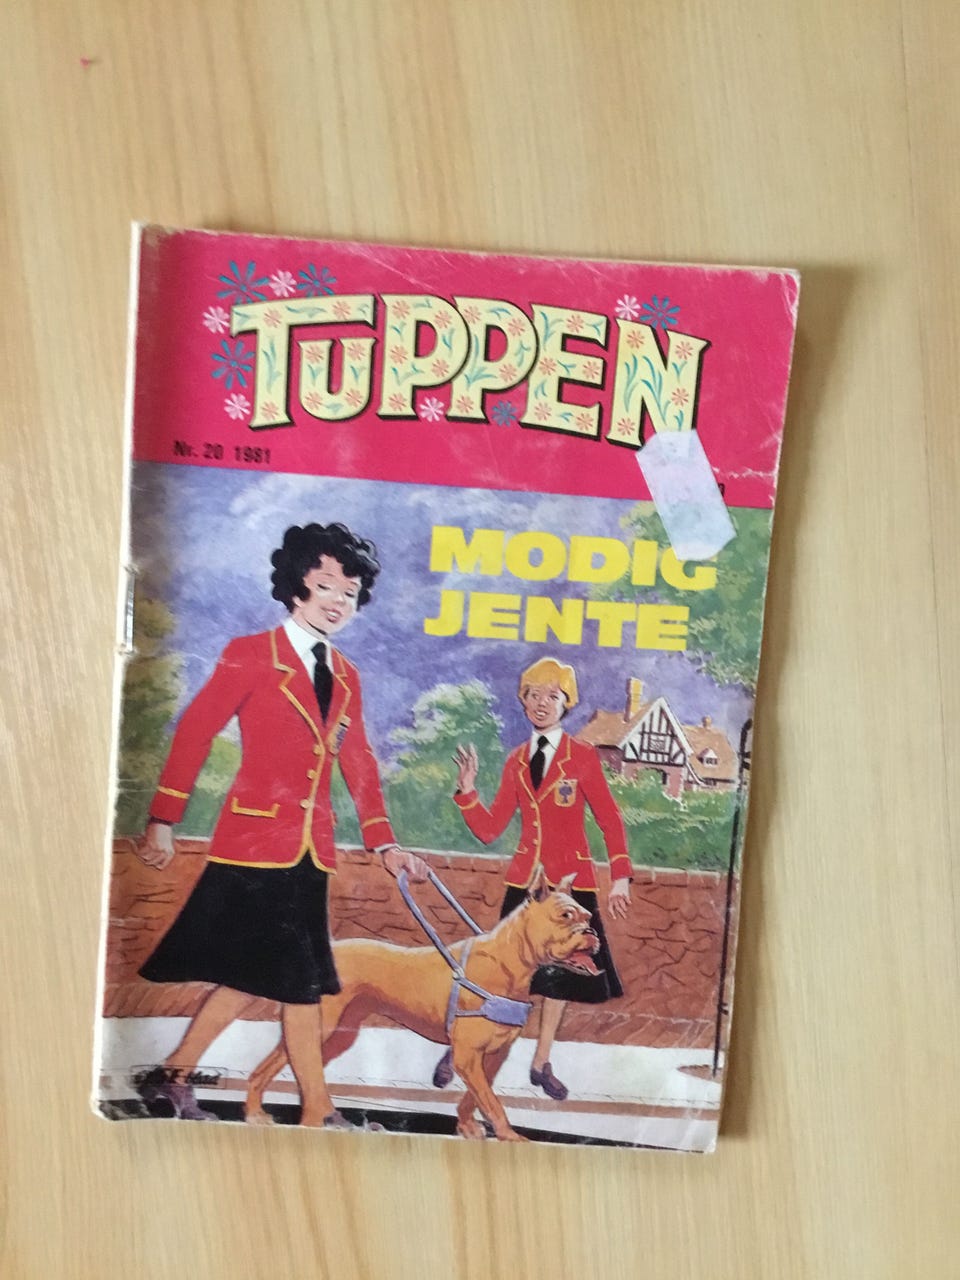 TUPPEN
Nr. 20 1981
MODIG
JENTE